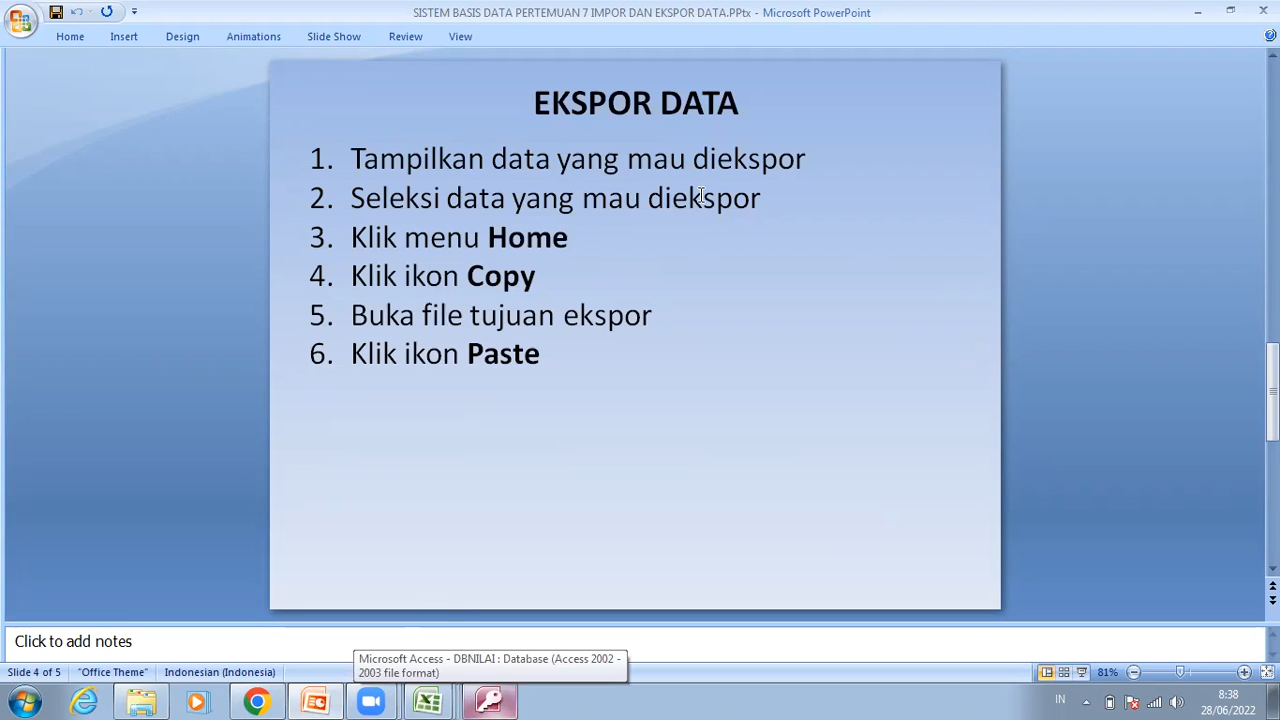 SISTEM BASIS DATA PERTEMUAN 7 IMPOR DAN EKSPOR DATA.PPtx - Microsoft PowerPoint
Home Insert Design Animations Slide Show Review View
EKSPOR DATA
1. Tampilkan data yang mau diekspor
2. Seleksi data yang mau diekspor
3. Klik menu Home
4. Klik ikon Copy
5. Buka file tujuan ekspor
6. Klik ikon Paste
Click to add notes
Microsoft Access - DBNILAI : Database (Access 2002 -
2003 file format)
Slide 4 of 5 "Office Theme" Indonesian (Indonesia) 81%
IN 8:38
28/06/2022